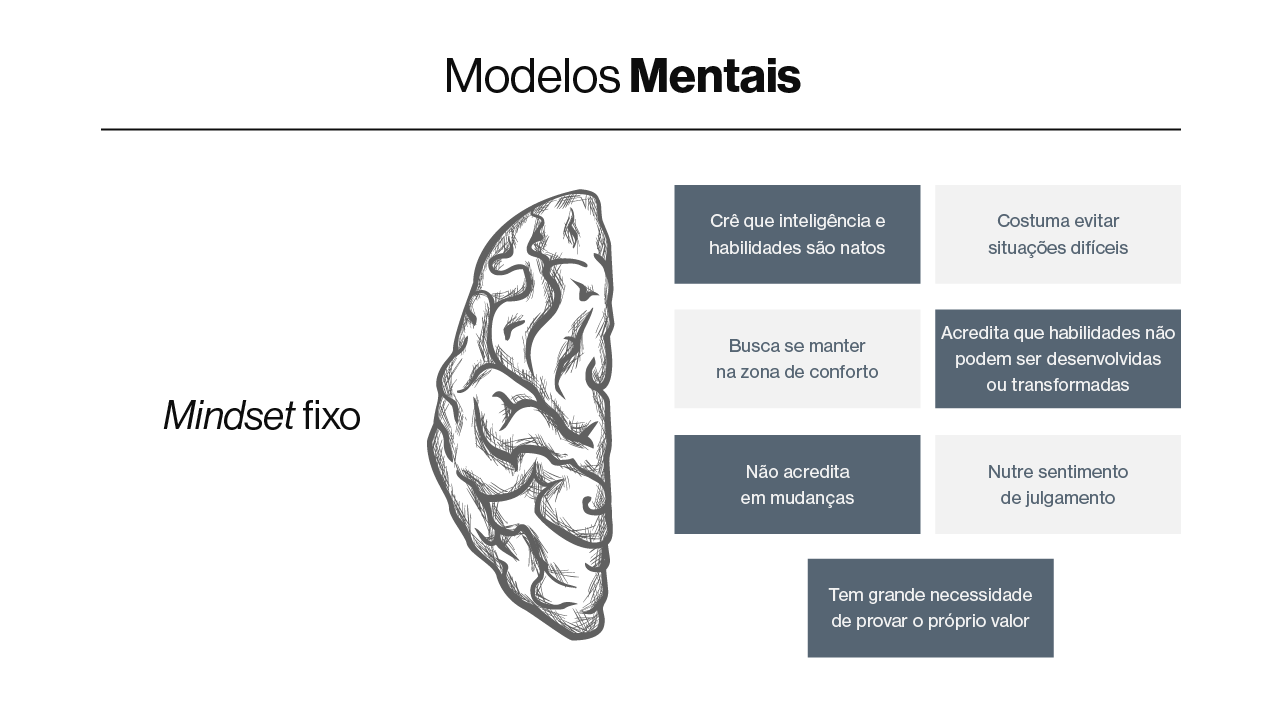 Modelos Mentais
Mindset fixo
Crê que inteligência e
habilidades são natos
Costuma evitar
situações difíceis
Busca se manter
na zona de conforto
Acredita que habilidades não
podem ser desenvolvidas
ou transformadas
Não acredita
em mudanças
Nutre sentimento
de julgamento
Tem grande necessidade
de provar o próprio valor